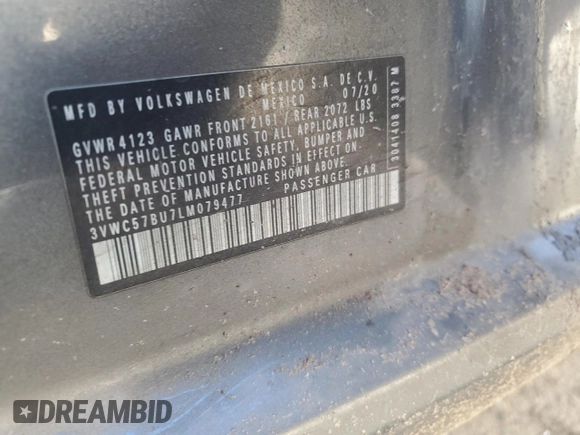 MFD BY VOLKSWAGEN DE MEXICO S.A. DE C.V.
MEXICO 07/20
GVWR 4123 GAWR FRONT 2161 / REAR 2072 LBS
THIS VEHICLE CONFORMS TO ALL APPLICABLE U.S.
FEDERAL MOTOR VEHICLE SAFETY, BUMPER AND
THEFT PREVENTION STANDARDS IN EFFECT ON
THE DATE OF MANUFACTURE SHOWN ABOVE.
3VWC57BU7LM079477 PASSENGER CAR
3041408 3387 M
DREAMBID